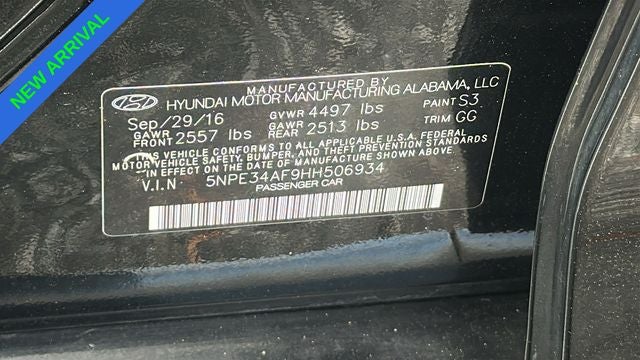 NEW ARRIVAL
MANUFACTURED BY
HYUNDAI MOTOR MANUFACTURING ALABAMA, LLC
Sep/29/16 GVWR 4497 lbs PAINT S3
GAWR FRONT 2557 lbs GAWR REAR 2513 lbs TRIM GG
THIS VEHICLE CONFORMS TO ALL APPLICABLE U.S.A. FEDERAL
MOTOR VEHICLE SAFETY, BUMPER, AND THEFT PREVENTION STANDARDS
IN EFFECT ON THE DATE OF MANUFACTURE SHOWN ABOVE.
V.I.N 5NPE34AF9HH506934
PASSENGER CAR